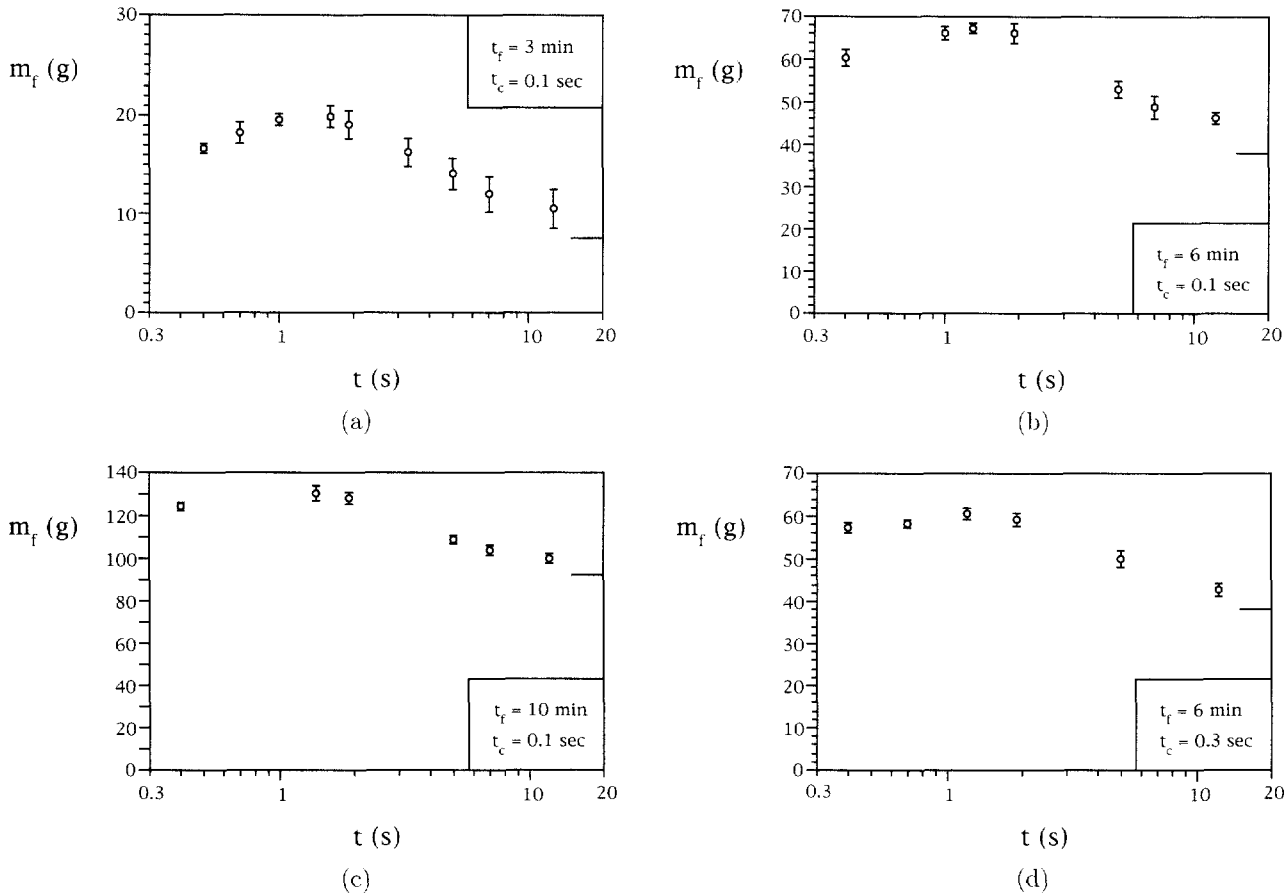 30
20
10
0
m_f (g)
t_f = 3 min
t_c = 0.1 sec
0.3 1 10 20
t (s)
(a)
70
60
50
40
30
20
10
0
m_f (g)
t_f = 6 min
t_c = 0.1 sec
0.3 1 10 20
t (s)
(b)
140
120
100
80
60
40
20
0
m_f (g)
t_f = 10 min
t_c = 0.1 sec
0.3 1 10 20
t (s)
(c)
70
60
50
40
30
20
10
0
m_f (g)
t_f = 6 min
t_c = 0.3 sec
0.3 1 10 20
t (s)
(d)